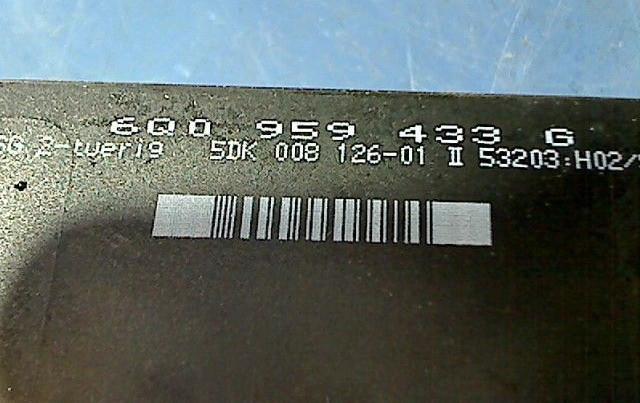 6Q0 959 433 G
SG 2-tuerig 5DK 008 126-01 II 53203:H02/